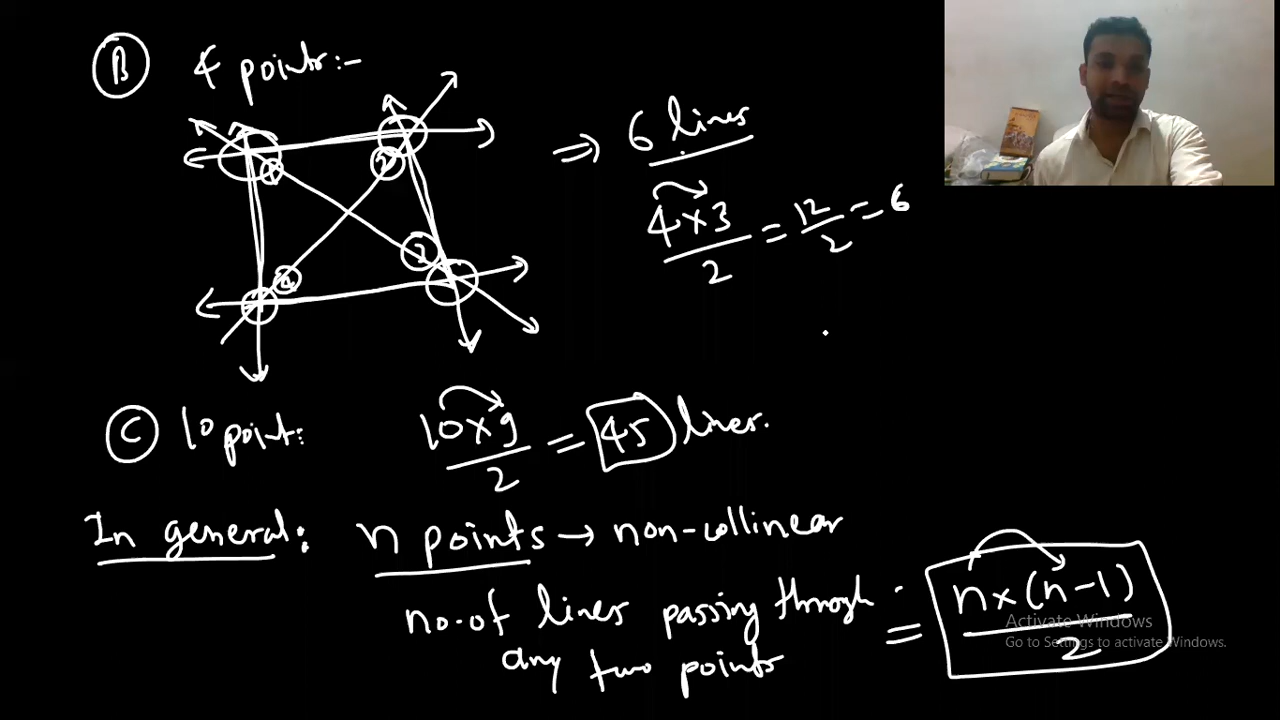 B 4 points:-
⇒ 6 lines
4×3/2 = 12/2 = 6
C 10 point: 10×9/2 = 45 lines.
In general: n points → non-collinear
no. of lines passing through any two points = n×(n-1)/2
Activate Windows
Go to Settings to activate Windows.